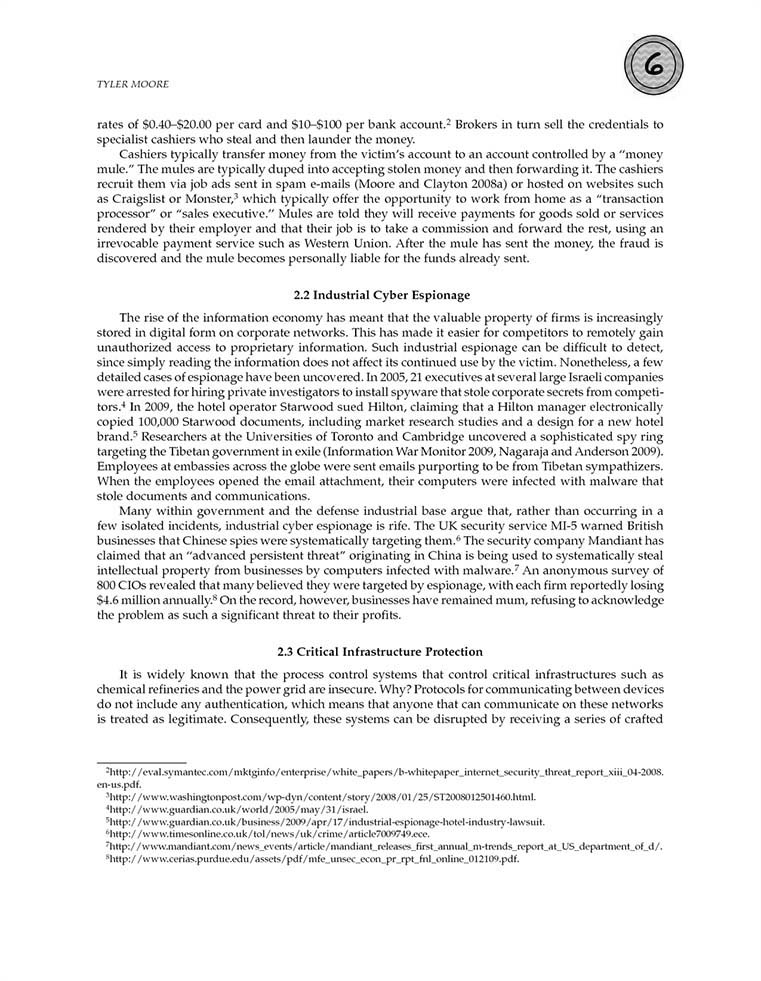 6
TYLER MOORE
rates of $0.40–$20.00 per card and $10–$100 per bank account.2 Brokers in turn sell the credentials to
specialist cashiers who steal and then launder the money.
Cashiers typically transfer money from the victim's account to an account controlled by a “money
mule.” The mules are typically duped into accepting stolen money and then forwarding it. The cashiers
recruit them via job ads sent in spam e-mails (Moore and Clayton 2008a) or hosted on websites such
as Craigslist or Monster,3 which typically offer the opportunity to work from home as a “transaction
processor” or “sales executive.” Mules are told they will receive payments for goods sold or services
rendered by their employer and that their job is to take a commission and forward the rest, using an
irrevocable payment service such as Western Union. After the mule has sent the money, the fraud is
discovered and the mule becomes personally liable for the funds already sent.
2.2 Industrial Cyber Espionage
The rise of the information economy has meant that the valuable property of firms is increasingly
stored in digital form on corporate networks. This has made it easier for competitors to remotely gain
unauthorized access to proprietary information. Such industrial espionage can be difficult to detect,
since simply reading the information does not affect its continued use by the victim. Nonetheless, a few
detailed cases of espionage have been uncovered. In 2005, 21 executives at several large Israeli companies
were arrested for hiring private investigators to install spyware that stole corporate secrets from competi-
tors.4 In 2009, the hotel operator Starwood sued Hilton, claiming that a Hilton manager electronically
copied 100,000 Starwood documents, including market research studies and a design for a new hotel
brand.5 Researchers at the Universities of Toronto and Cambridge uncovered a sophisticated spy ring
targeting the Tibetan government in exile (Information War Monitor 2009, Nagaraja and Anderson 2009).
Employees at embassies across the globe were sent emails purporting to be from Tibetan sympathizers.
When the employees opened the email attachment, their computers were infected with malware that
stole documents and communications.
Many within government and the defense industrial base argue that, rather than occurring in a
few isolated incidents, industrial cyber espionage is rife. The UK security service MI-5 warned British
businesses that Chinese spies were systematically targeting them.6 The security company Mandiant has
claimed that an “advanced persistent threat” originating in China is being used to systematically steal
intellectual property from businesses by computers infected with malware.7 An anonymous survey of
800 CIOs revealed that many believed they were targeted by espionage, with each firm reportedly losing
$4.6 million annually.8 On the record, however, businesses have remained mum, refusing to acknowledge
the problem as such a significant threat to their profits.
2.3 Critical Infrastructure Protection
It is widely known that the process control systems that control critical infrastructures such as
chemical refineries and the power grid are insecure. Why? Protocols for communicating between devices
do not include any authentication, which means that anyone that can communicate on these networks
is treated as legitimate. Consequently, these systems can be disrupted by receiving a series of crafted
2http://eval.symantec.com/mktginfo/enterprise/white_papers/b-whitepaper_internet_security_threat_report_xiii_04-2008.
en-us.pdf.
3http://www.washingtonpost.com/wp-dyn/content/story/2008/01/25/ST2008012501460.html.
4http://www.guardian.co.uk/world/2005/may/31/israel.
5http://www.guardian.co.uk/business/2009/apr/17/industrial-espionage-hotel-industry-lawsuit.
6http://www.timesonline.co.uk/tol/news/uk/crime/article7009749.ece.
7http://www.mandiant.com/news_events/article/mandiant_releases_first_annual_m-trends_report_at_US_department_of_d/.
8http://www.cerias.purdue.edu/assets/pdf/mfe_unsec_econ_pr_rpt_fnl_online_012109.pdf.